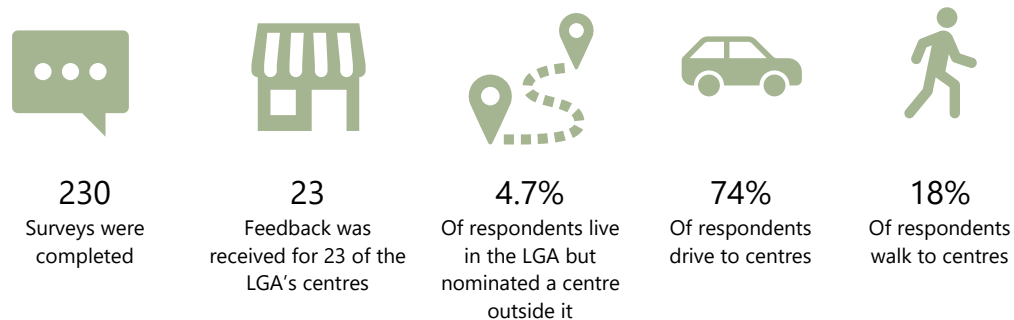 230
Surveys were
completed
23
Feedback was
received for 23 of the
LGA’s centres
4.7%
Of respondents live
in the LGA but
nominated a centre
outside it
74%
Of respondents
drive to centres
18%
Of respondents
walk to centres